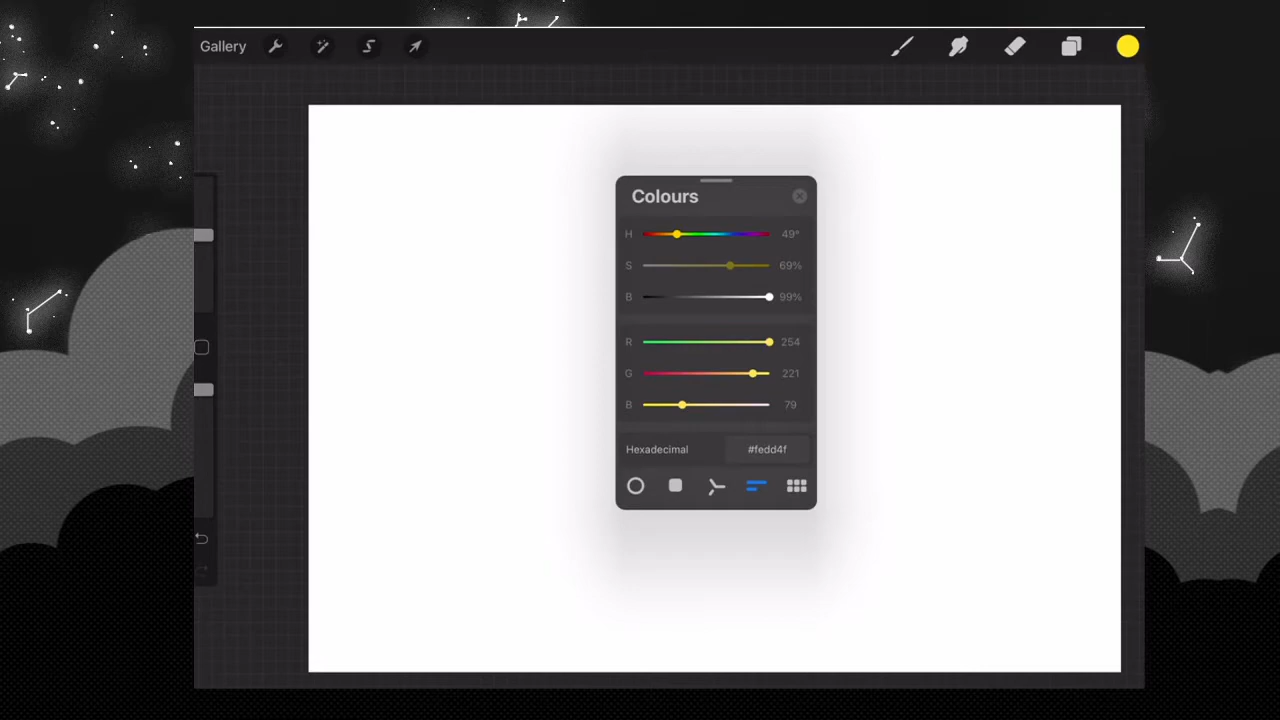 Gallery
Colours
H 49°
S 69%
B 99%
R 254
G 221
B 79
Hexadecimal #fedd4f